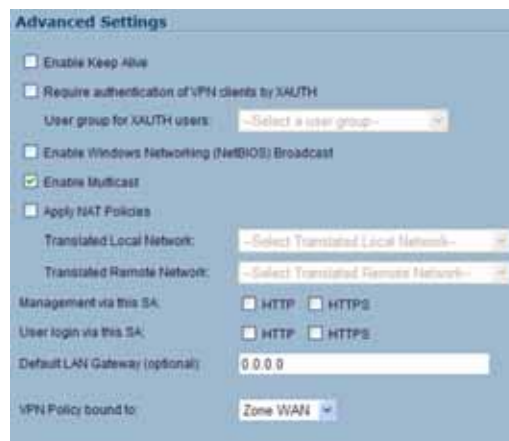 Advanced Settings
Enable Keep Alive
Require authentication of VPN clients by XAUTH
User group for XAUTH users: --Select a user group--
Enable Windows Networking (NetBIOS) Broadcast
Enable Multicast
Apply NAT Policies
Translated Local Network: --Select Translated Local Network--
Translated Remote Network: --Select Translated Remote Network--
Management via this SA: HTTP HTTPS
User login via this SA: HTTP HTTPS
Default LAN Gateway (optional): 0.0.0.0
VPN Policy bound to: Zone WAN